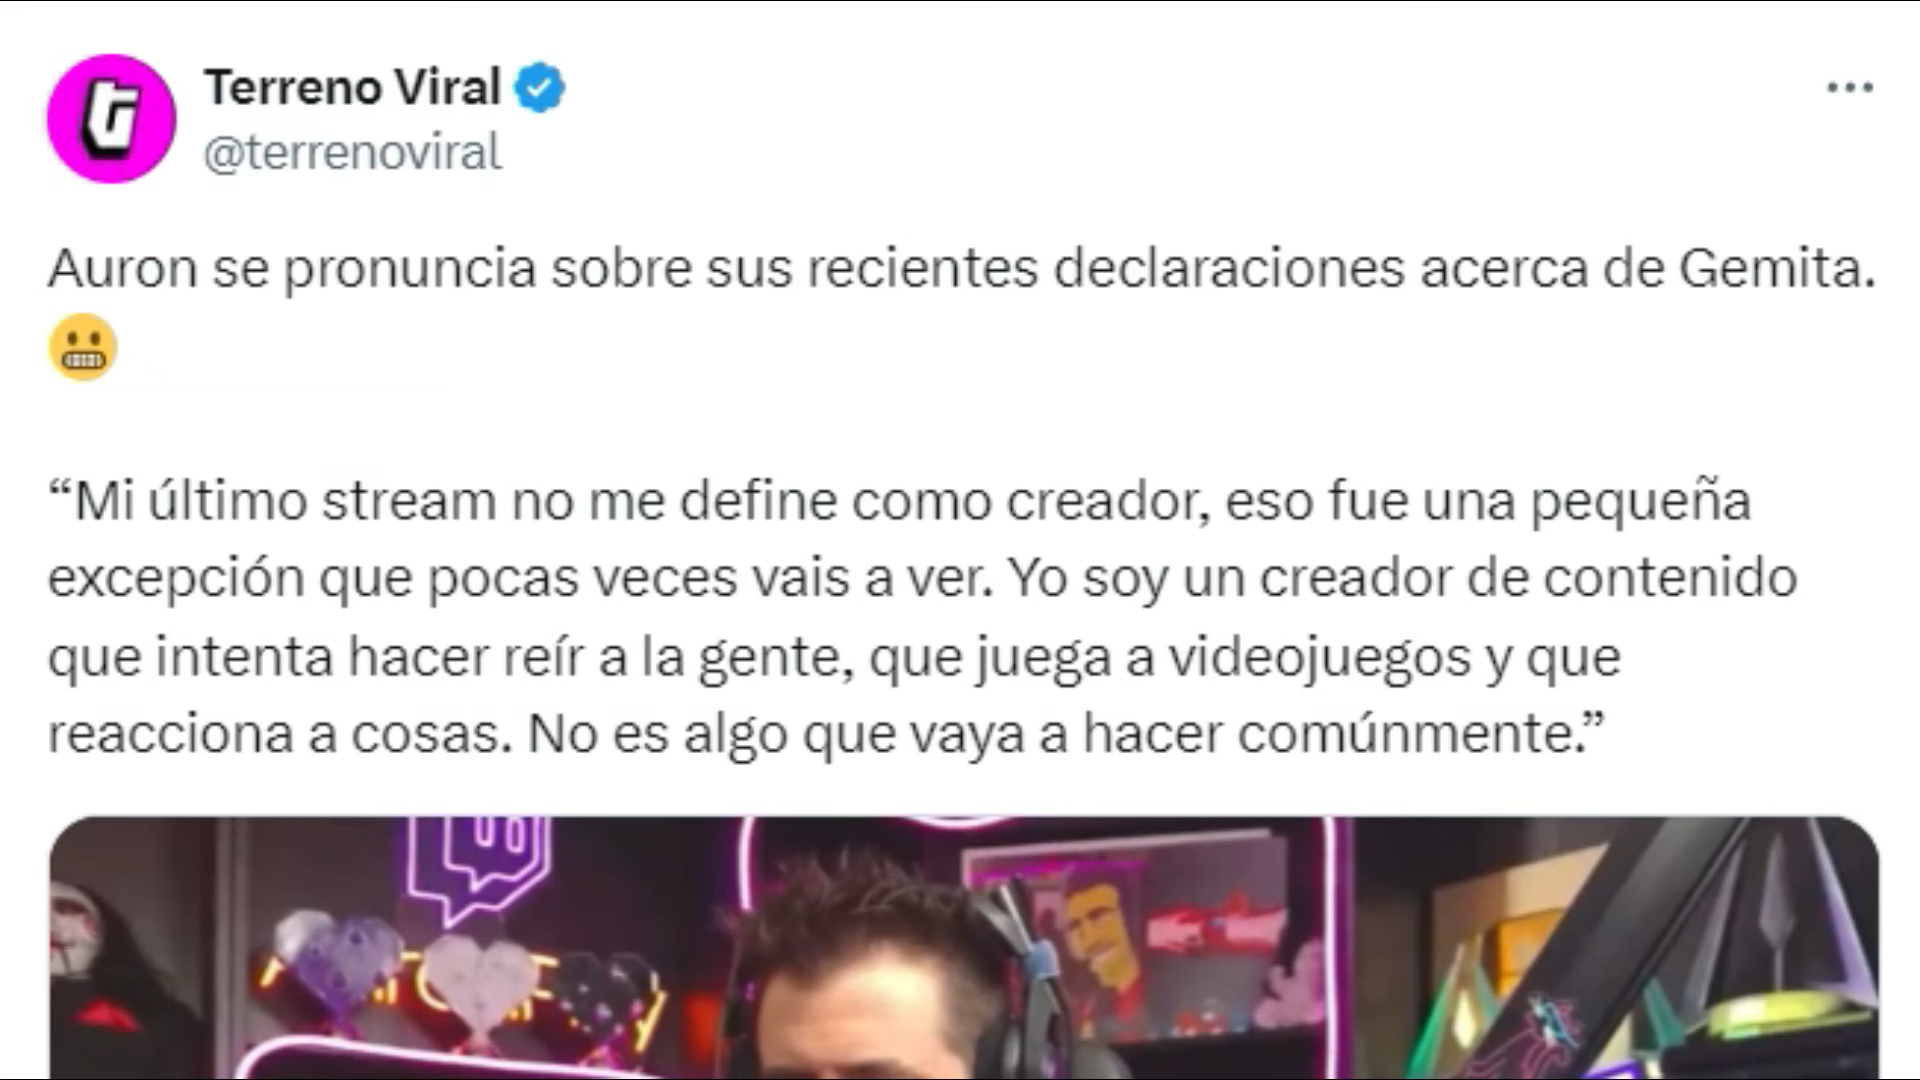 Terreno Viral
@terrenoviral
Auron se pronuncia sobre sus recientes declaraciones acerca de Gemita.
😬
“Mi último stream no me define como creador, eso fue una pequeña
excepción que pocas veces vais a ver. Yo soy un creador de contenido
que intenta hacer reír a la gente, que juega a videojuegos y que
reacciona a cosas. No es algo que vaya a hacer comúnmente.”